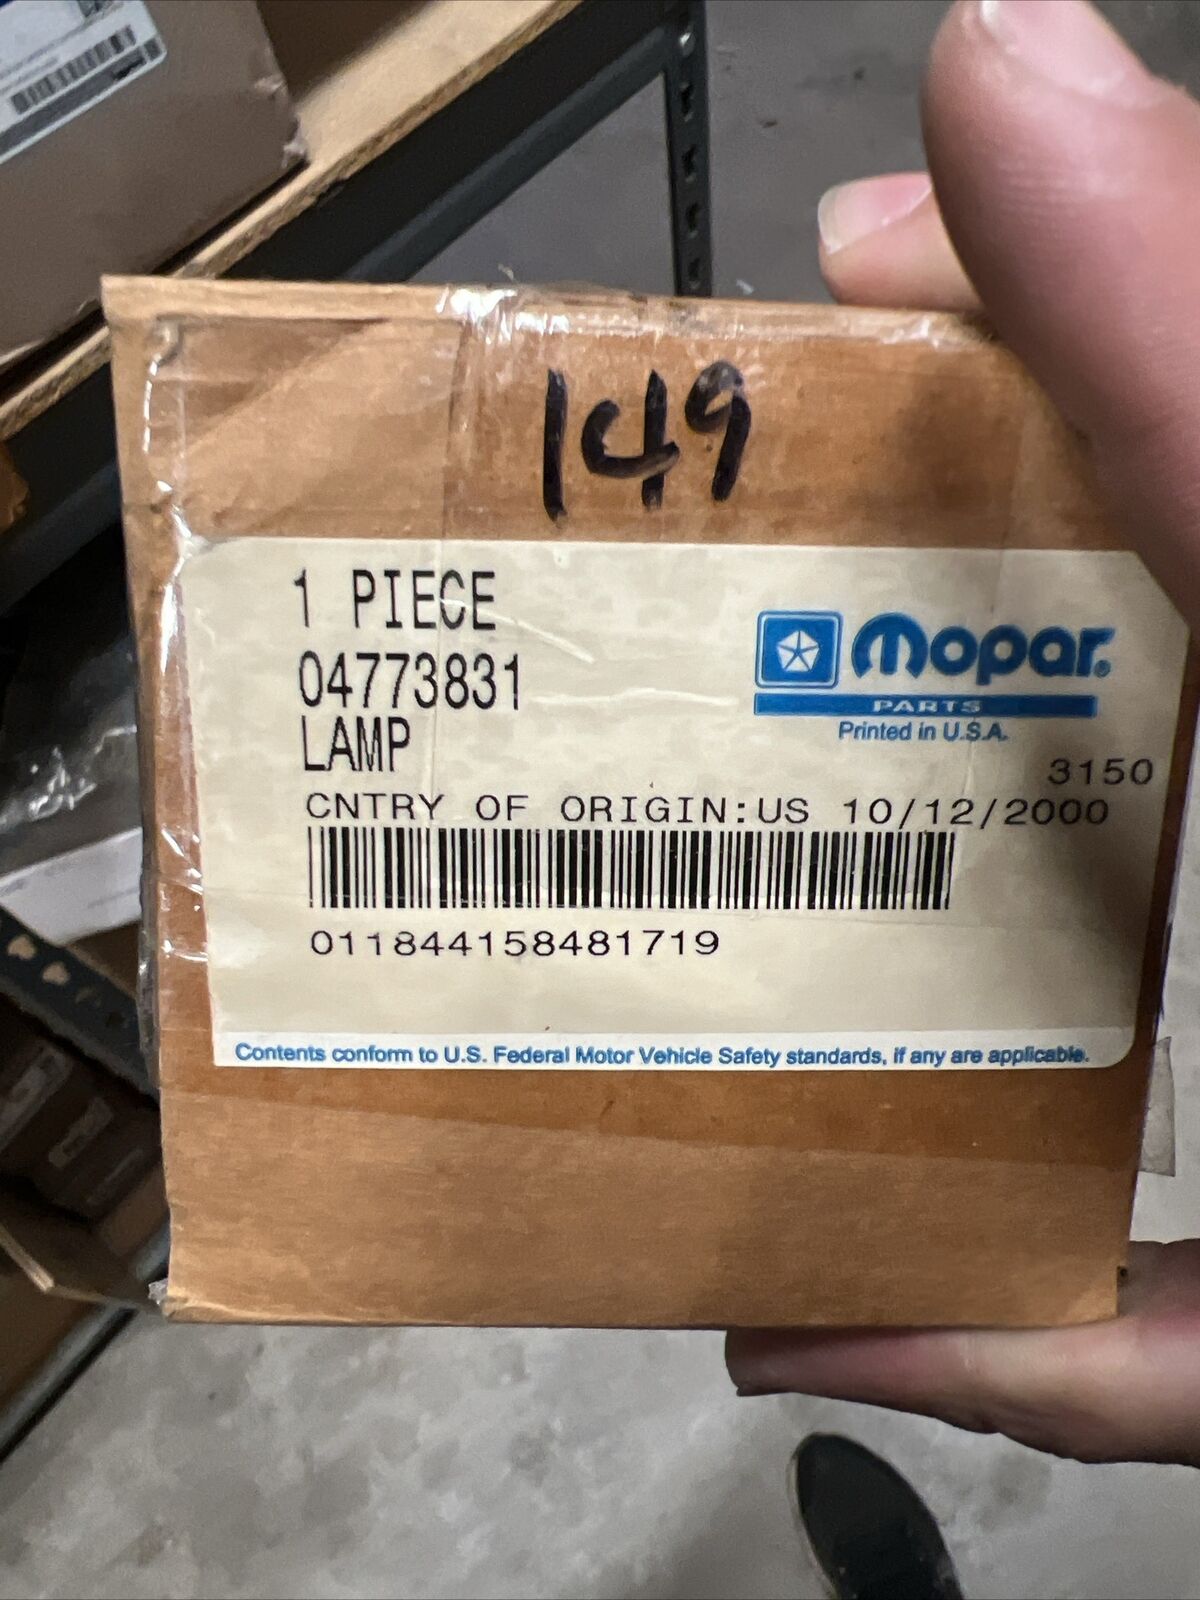 149
1 PIECE
04773831
LAMP
Mopar®
PARTS
Printed in U.S.A.
3150
CNTRY OF ORIGIN:US 10/12/2000
011844158481719
Contents conform to U.S. Federal Motor Vehicle Safety standards, if any are applicable.